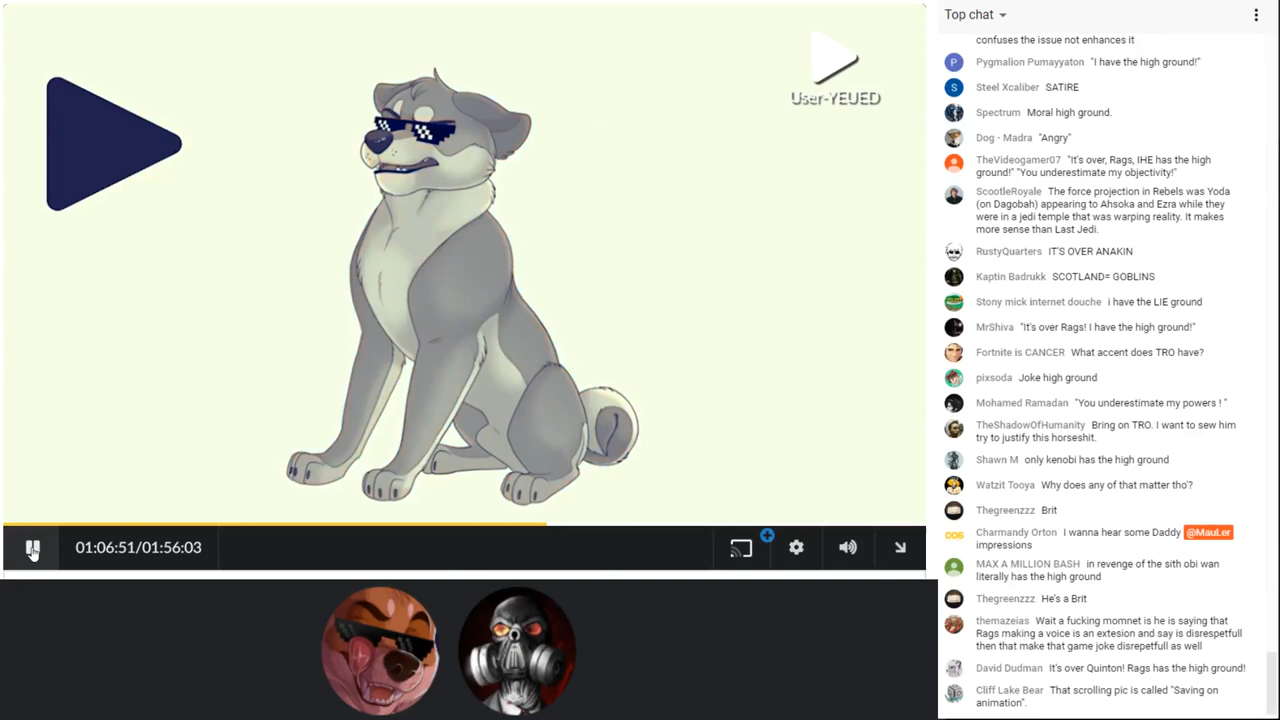 User-YEUED
01:06:51/01:56:03
Top chat
confuses the issue not enhances it
Pygmalion Pumayyaton "I have the high ground!"
Steel Xcaliber SATIRE
Spectrum Moral high ground.
Dog - Madra "Angry"
TheVideogamer07 "It's over, Rags, IHE has the high
ground!" "You underestimate my objectivity!"
ScootleRoyale The force projection in Rebels was Yoda
(on Dagobah) appearing to Ahsoka and Ezra while they
were in a jedi temple that was warping reality. It makes
more sense than Last Jedi.
RustyQuarters IT'S OVER ANAKIN
Kaptin Badrukk SCOTLAND= GOBLINS
Stony mick internet douche i have the LIE ground
MrShiva "It's over Rags! I have the high ground!"
Fortnite is CANCER What accent does TRO have?
pixsoda Joke high ground
Mohamed Ramadan "You underestimate my powers ! "
TheShadowOfHumanity Bring on TRO. I want to sew him
try to justify this horseshit.
Shawn M only kenobi has the high ground
Watzit Tooya Why does any of that matter tho'?
Thegreenzzz Brit
Charmandy Orton I wanna hear some Daddy @MauLer
impressions
MAX A MILLION BASH in revenge of the sith obi wan
literally has the high ground
Thegreenzzz He's a Brit
themazeias Wait a fucking momnet is he is saying that
Rags making a voice is an extesion and say is disrespetfull
then that make that game joke disrepetfull as well
David Dudman It's over Quinton! Rags has the high ground!
Cliff Lake Bear That scrolling pic is called "Saving on
animation".